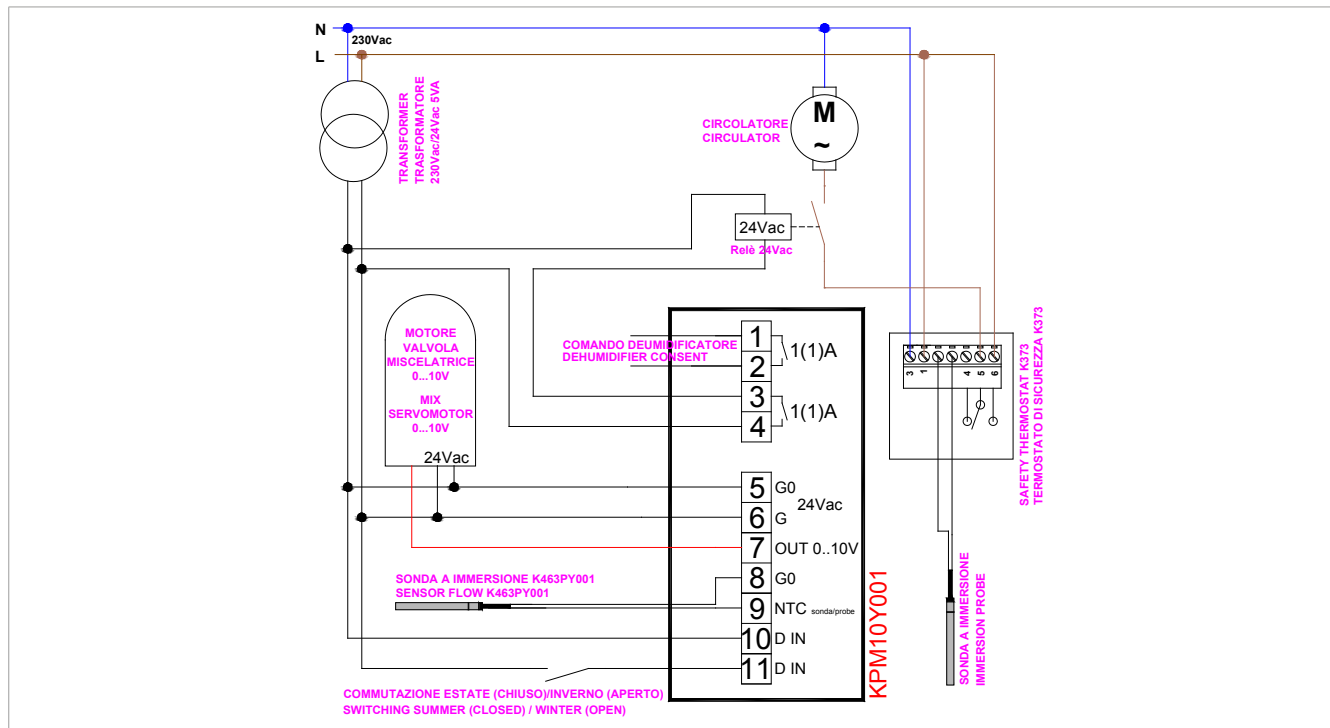 N
230Vac
L
TRANSFORMER
TRASFORMATORE
230Vac/24Vac 5VA
CIRCOLATORE
CIRCULATOR
M
~
24Vac
Relè 24Vac
MOTORE
VALVOLA
MISCELATRICE
0...10V
MIX
SERVOMOTOR
0...10V
24Vac
COMANDO DEUMIDIFICATORE
DEHUMIDIFIER CONSENT
1
2
1(1)A
3
4
1(1)A
5 G0
24Vac
6 G
7 OUT 0..10V
8 G0
9 NTC sonda/probe
10 D IN
11 D IN
KPM10Y001
SONDA A IMMERSIONE K463PY001
SENSOR FLOW K463PY001
COMMUTAZIONE ESTATE (CHIUSO)/INVERNO (APERTO)
SWITCHING SUMMER (CLOSED) / WINTER (OPEN)
3 1 4 5 6
SAFETY THERMOSTAT K373
TERMOSTATO DI SICUREZZA K373
SONDA A IMMERSIONE
IMMERSION PROBE